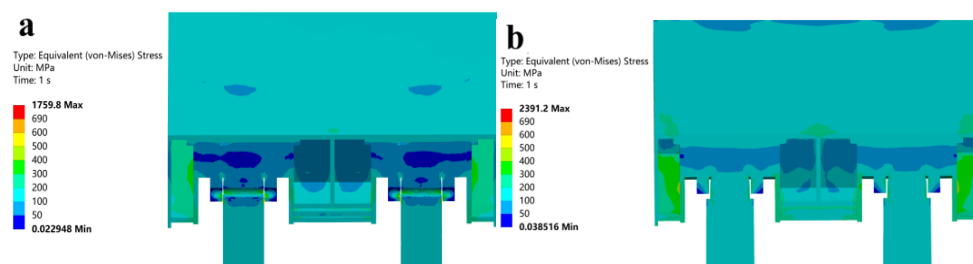 a
Type: Equivalent (von-Mises) Stress
Unit: MPa
Time: 1 s
1759.8 Max
690
600
500
400
300
200
100
50
0.022948 Min
b
Type: Equivalent (von-Mises) Stress
Unit: MPa
Time: 1 s
2391.2 Max
690
600
500
400
300
200
100
50
0.038516 Min